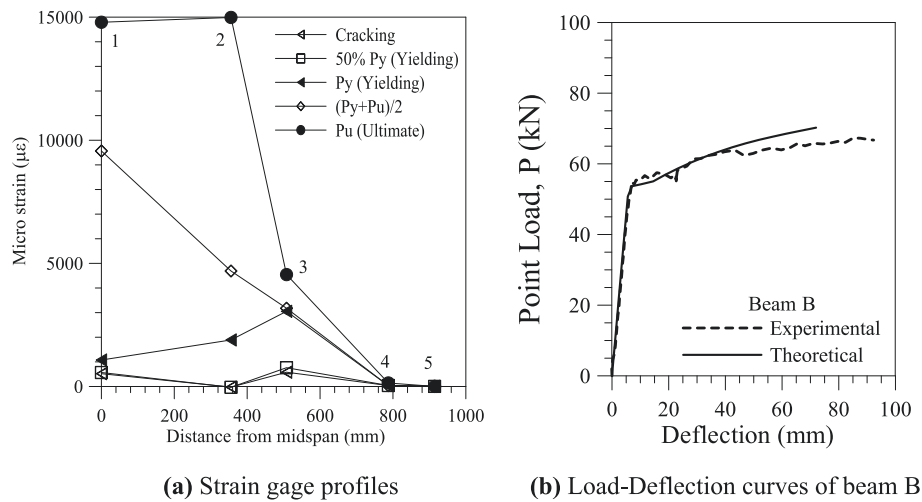 15000
10000
5000
0
Micro strain (με)
1
2
3
4
5
Cracking
50% Py (Yielding)
Py (Yielding)
(Py+Pu)/2
Pu (Ultimate)
0 200 400 600 800 1000
Distance from midspan (mm)
(a) Strain gage profiles
100
80
60
40
20
0
Point Load, P (kN)
Beam B
Experimental
Theoretical
0 20 40 60 80 100
Deflection (mm)
(b) Load-Deflection curves of beam B